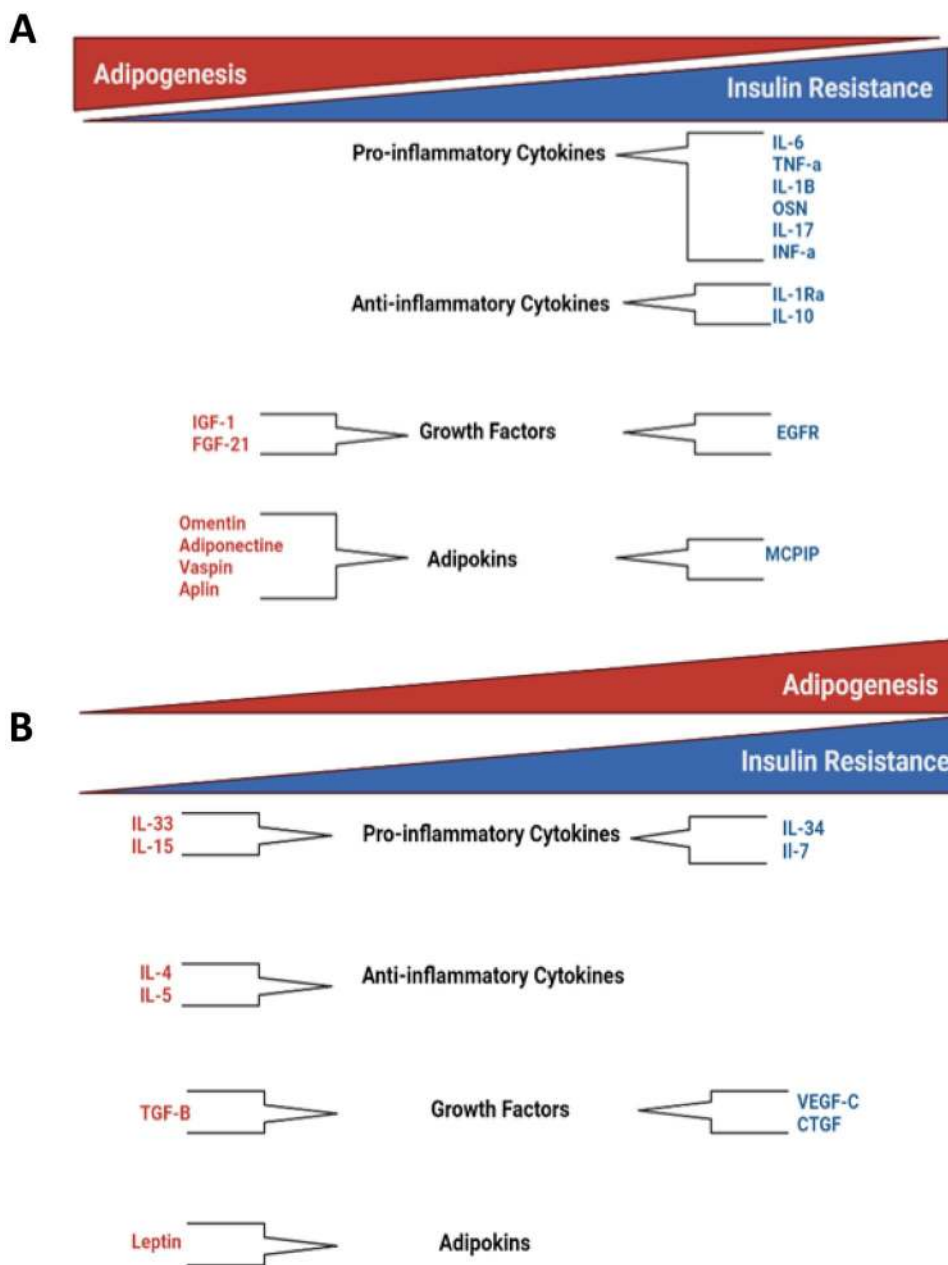 A
Adipogenesis
Insulin Resistance
Pro-inflammatory Cytokines
IL-6
TNF-a
IL-1B
OSN
IL-17
INF-a
Anti-inflammatory Cytokines
IL-1Ra
IL-10
IGF-1
FGF-21
Growth Factors
EGFR
Omentin
Adiponectine
Vaspin
Aplin
Adipokins
MCPIP
Adipogenesis
B
Insulin Resistance
IL-33
IL-15
Pro-inflammatory Cytokines
IL-34
Il-7
IL-4
IL-5
Anti-inflammatory Cytokines
TGF-B
Growth Factors
VEGF-C
CTGF
Leptin
Adipokins